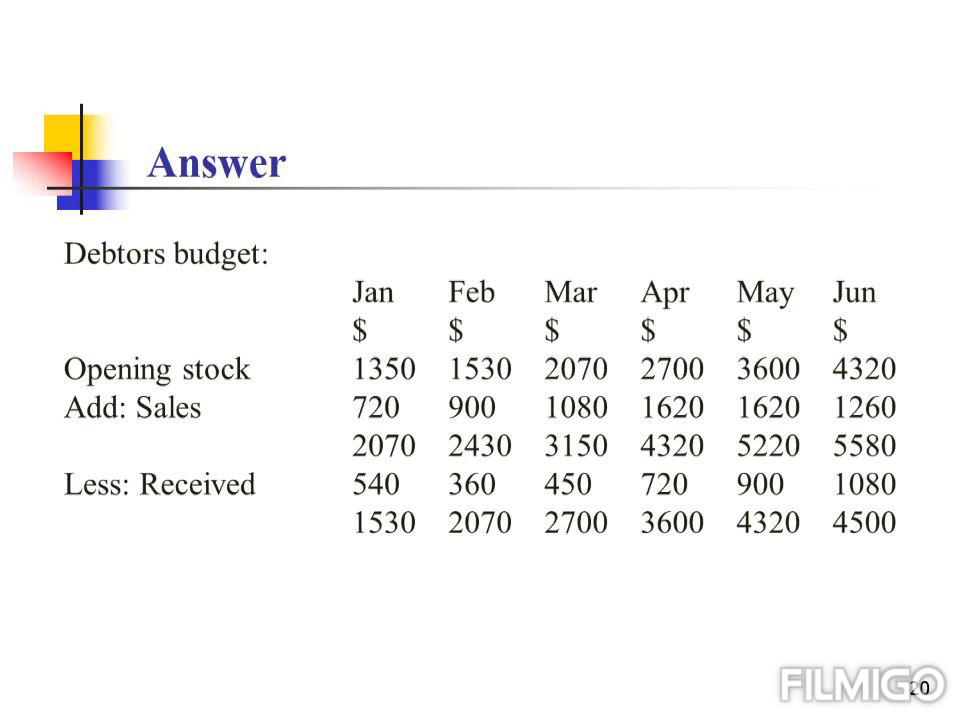 Answer
Debtors budget:
Jan Feb Mar Apr May Jun
$ $ $ $ $ $
Opening stock 1350 1530 2070 2700 3600 4320
Add: Sales 720 900 1080 1620 1620 1260
2070 2430 3150 4320 5220 5580
Less: Received 540 360 450 720 900 1080
1530 2070 2700 3600 4320 4500
FILMIGO
20